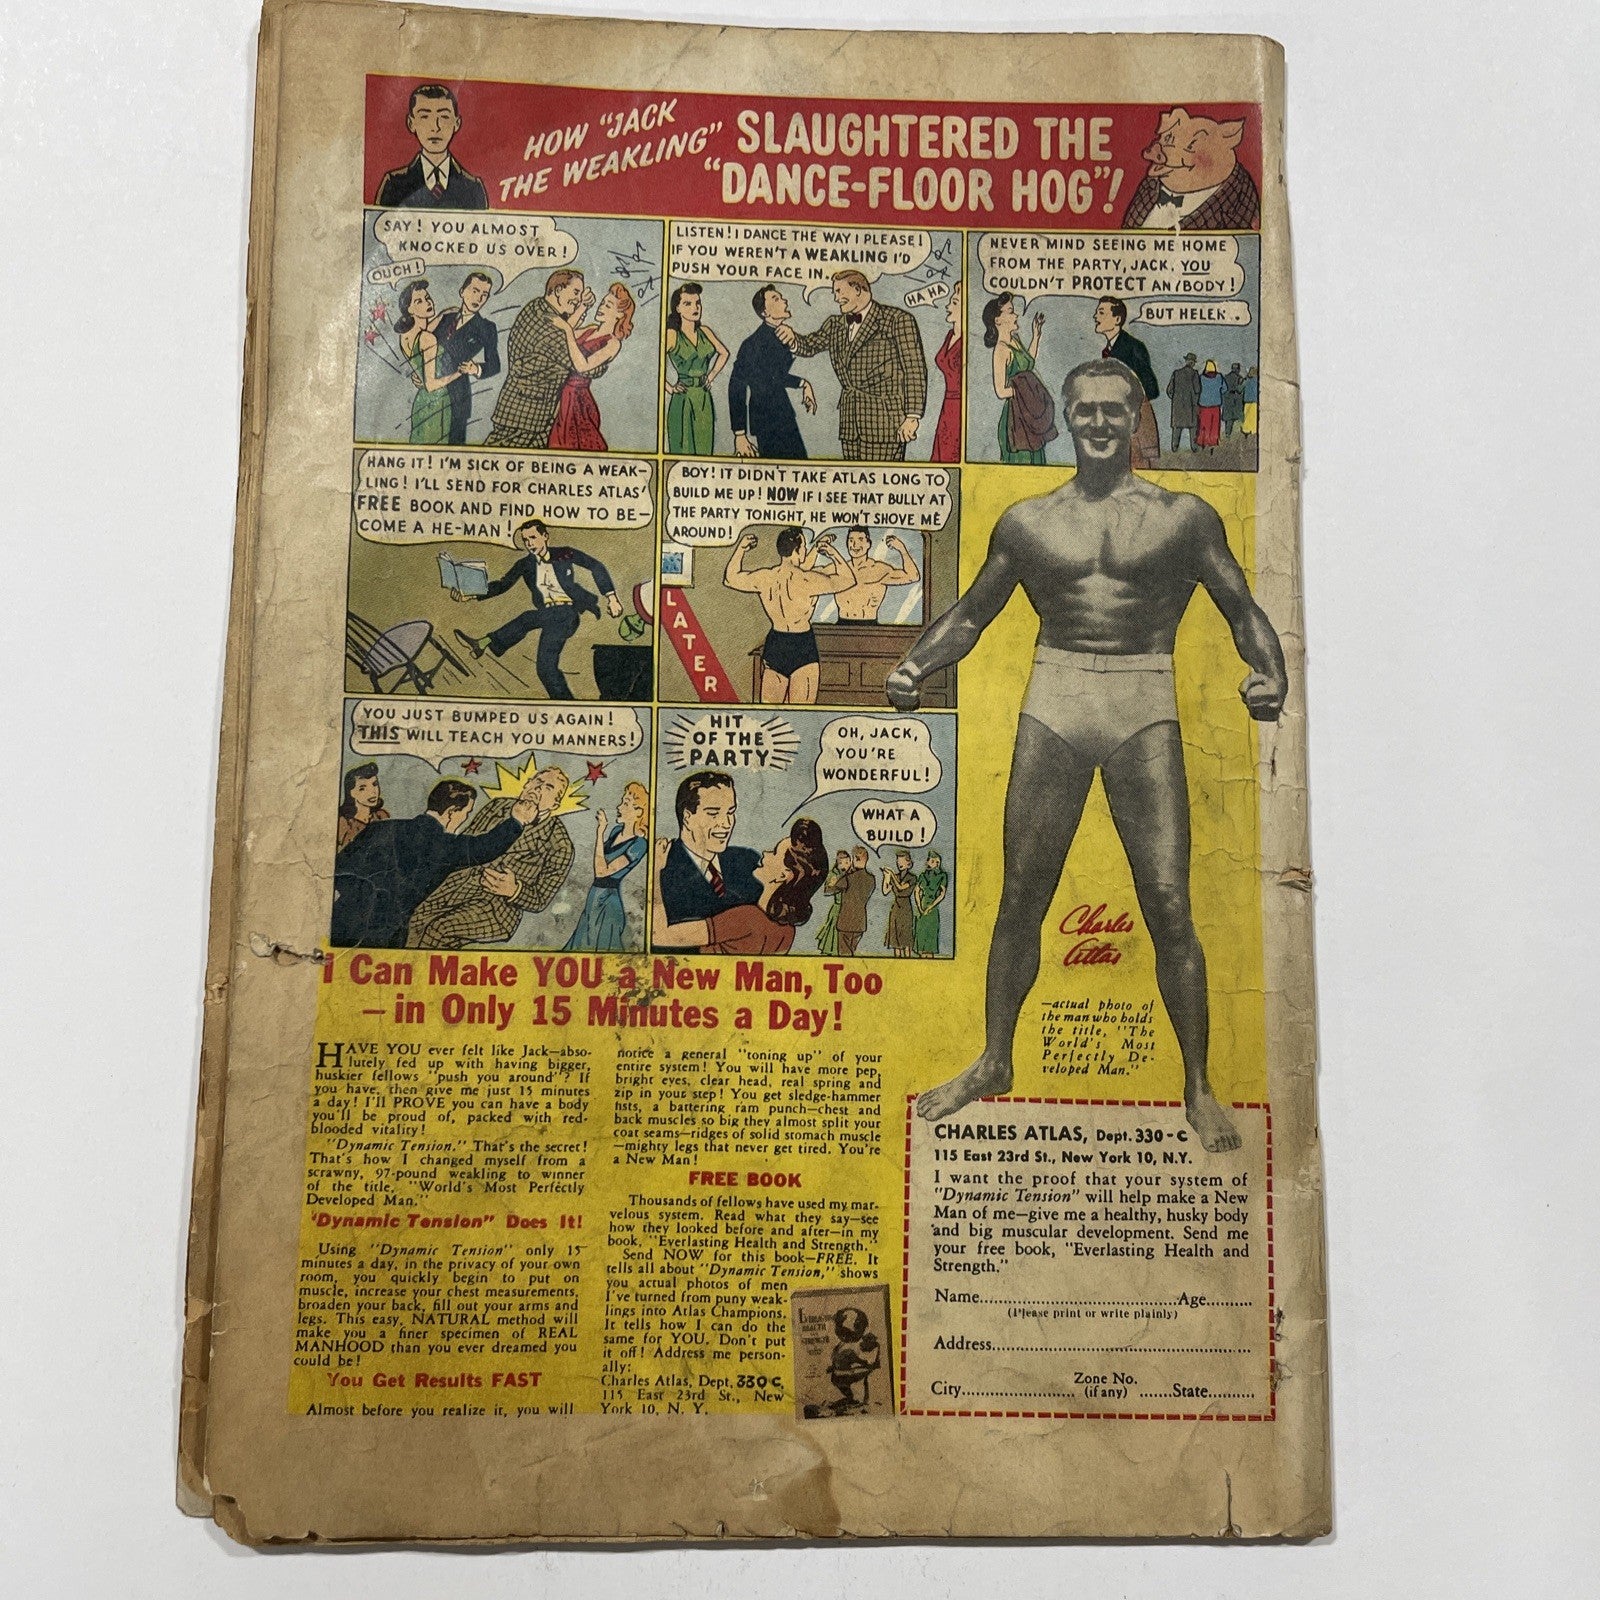 HOW "JACK
THE WEAKLING"
SLAUGHTERED THE
"DANCE-FLOOR HOG"!
SAY! YOU ALMOST
KNOCKED US OVER!
OUCH!
LISTEN! I DANCE THE WAY I PLEASE!
IF YOU WEREN'T A WEAKLING I'D
PUSH YOUR FACE IN.
HA HA
NEVER MIND SEEING ME HOME
FROM THE PARTY, JACK. YOU
COULDN'T PROTECT ANYBODY!
BUT HELEN..
HANG IT! I'M SICK OF BEING A WEAK-
LING! I'LL SEND FOR CHARLES ATLAS'
FREE BOOK AND FIND HOW TO BE-
COME A HE-MAN!
BOY! IT DIDN'T TAKE ATLAS LONG TO
BUILD ME UP! NOW IF I SEE THAT BULLY AT
THE PARTY TONIGHT, HE WON'T SHOVE ME
AROUND!
LATER
YOU JUST BUMPED US AGAIN!
THIS WILL TEACH YOU MANNERS!
HIT
OF THE
PARTY
OH, JACK,
YOU'RE
WONDERFUL!
WHAT A
BUILD!
Charles
Atlas
—actual photo of
the man who holds
the title, "The
World's Most
Perfectly De-
veloped Man."
I Can Make YOU a New Man, Too
— in Only 15 Minutes a Day!
HAVE YOU ever felt like Jack—abso-
lutely fed up with having bigger,
huskier fellows "push you around"? If
you have, then give me just 15 minutes
a day! I'll PROVE you can have a body
you'll be proud of, packed with red-
blooded vitality!
"Dynamic Tension." That's the secret!
That's how I changed myself from a
scrawny, 97-pound weakling to winner
of the title, "World's Most Perfectly
Developed Man."
"Dynamic Tension" Does It!
Using "Dynamic Tension" only 15
minutes a day, in the privacy of your own
room, you quickly begin to put on
muscle, increase your chest measurements,
broaden your back, fill out your arms and
legs. This easy, NATURAL method will
make you a finer specimen of REAL
MANHOOD than you ever dreamed you
could be!
You Get Results FAST
Almost before you realize it, you will
notice a general "toning up" of your
entire system! You will have more pep,
bright eyes, clear head, real spring and
zip in your step! You get sledge-hammer
fists, a battering ram punch—chest and
back muscles so big they almost split your
coat seams—ridges of solid stomach muscle
—mighty legs that never get tired. You're
a New Man!
FREE BOOK
Thousands of fellows have used my mar-
velous system. Read what they say—see
how they looked before and after—in my
book, "Everlasting Health and Strength."
Send NOW for this book—FREE. It
tells all about "Dynamic Tension," shows
you actual photos of men
I've turned from puny weak-
lings into Atlas Champions.
It tells how I can do the
same for YOU. Don't put
it off! Address me person-
ally:
Charles Atlas, Dept. 330C,
115 East 23rd St., New
York 10, N. Y.
EVERLASTING
HEALTH
AND
STRENGTH
CHARLES ATLAS, Dept. 330-C
115 East 23rd St., New York 10, N.Y.
I want the proof that your system of
"Dynamic Tension" will help make a New
Man of me—give me a healthy, husky body
and big muscular development. Send me
your free book, "Everlasting Health and
Strength."
Name..............................Age..........
(Please print or write plainly)
Address..............................................
Zone No.
City.....................(if any) .......State..........